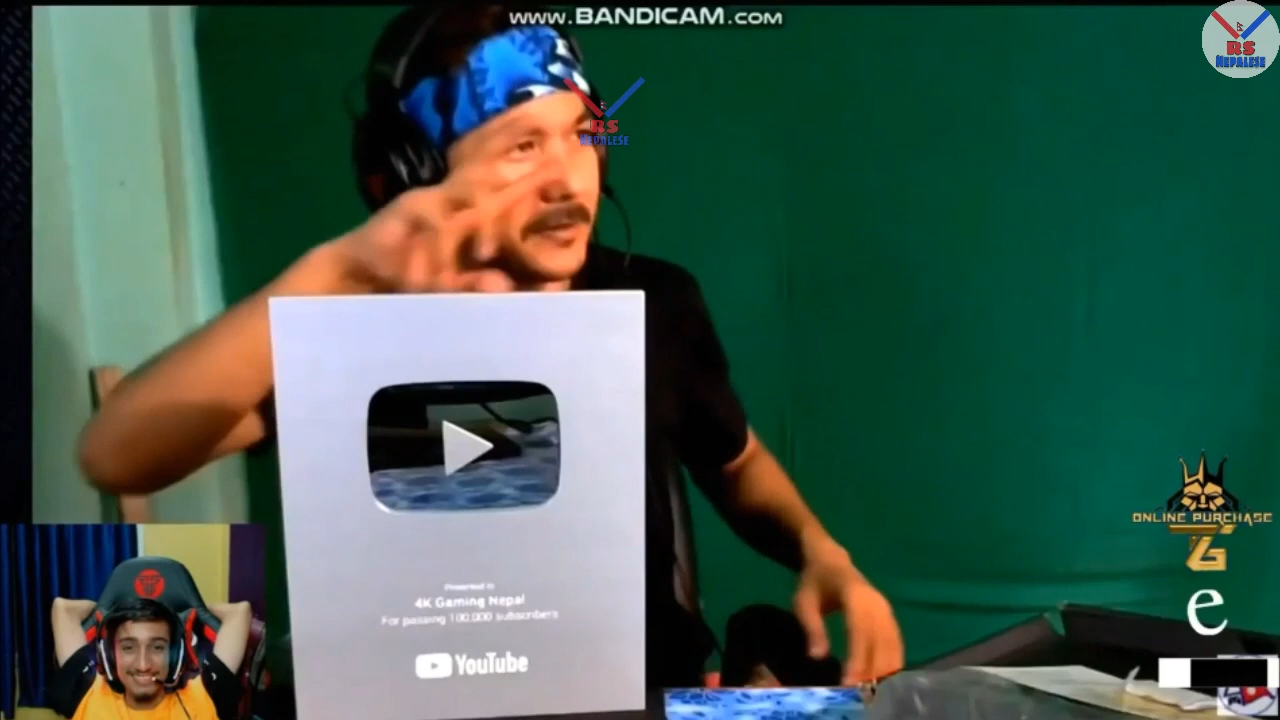 www.BANDICAM.com
RS
NEPALESE
RS
NEPALESE
Presented to
4K Gaming Nepal
For passing 100,000 subscribers
YouTube
ONLINE PURCHASE
e